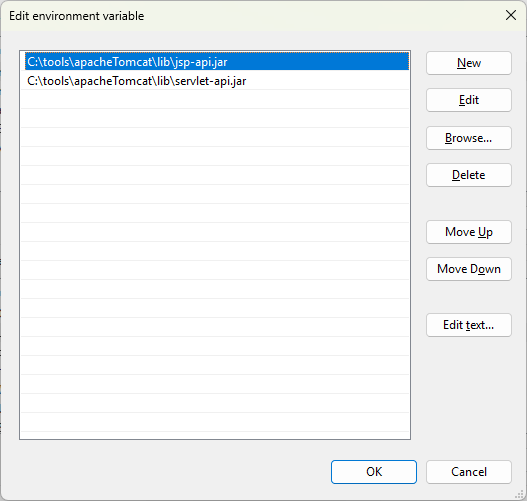 Edit environment variable
C:\tools\apacheTomcat\lib\jsp-api.jar
C:\tools\apacheTomcat\lib\servlet-api.jar
New
Edit
Browse...
Delete
Move Up
Move Down
Edit text...
OK
Cancel